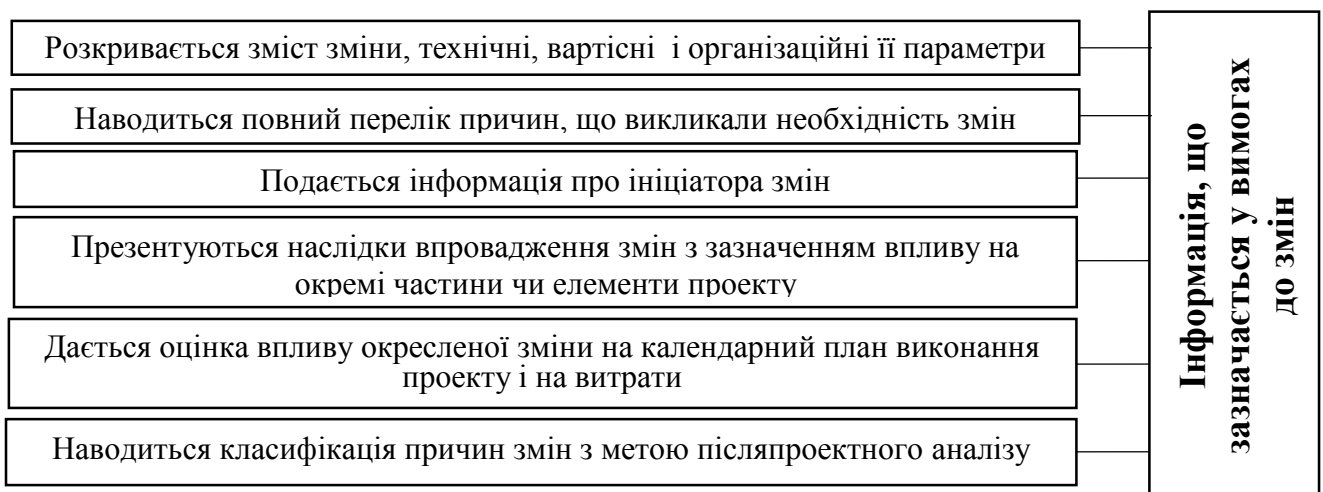 Розкривається зміст зміни, технічні, вартісні і організаційні її параметри
Наводиться повний перелік причин, що викликали необхідність змін
Подається інформація про ініціатора змін
Презентуються наслідки впровадження змін з зазначенням впливу на
окремі частини чи елементи проекту
Дається оцінка впливу окресленої зміни на календарний план виконання
проекту і на витрати
Наводиться класифікація причин змін з метою післяпроектного аналізу
Інформація, що
зазначається у вимогах
до змін